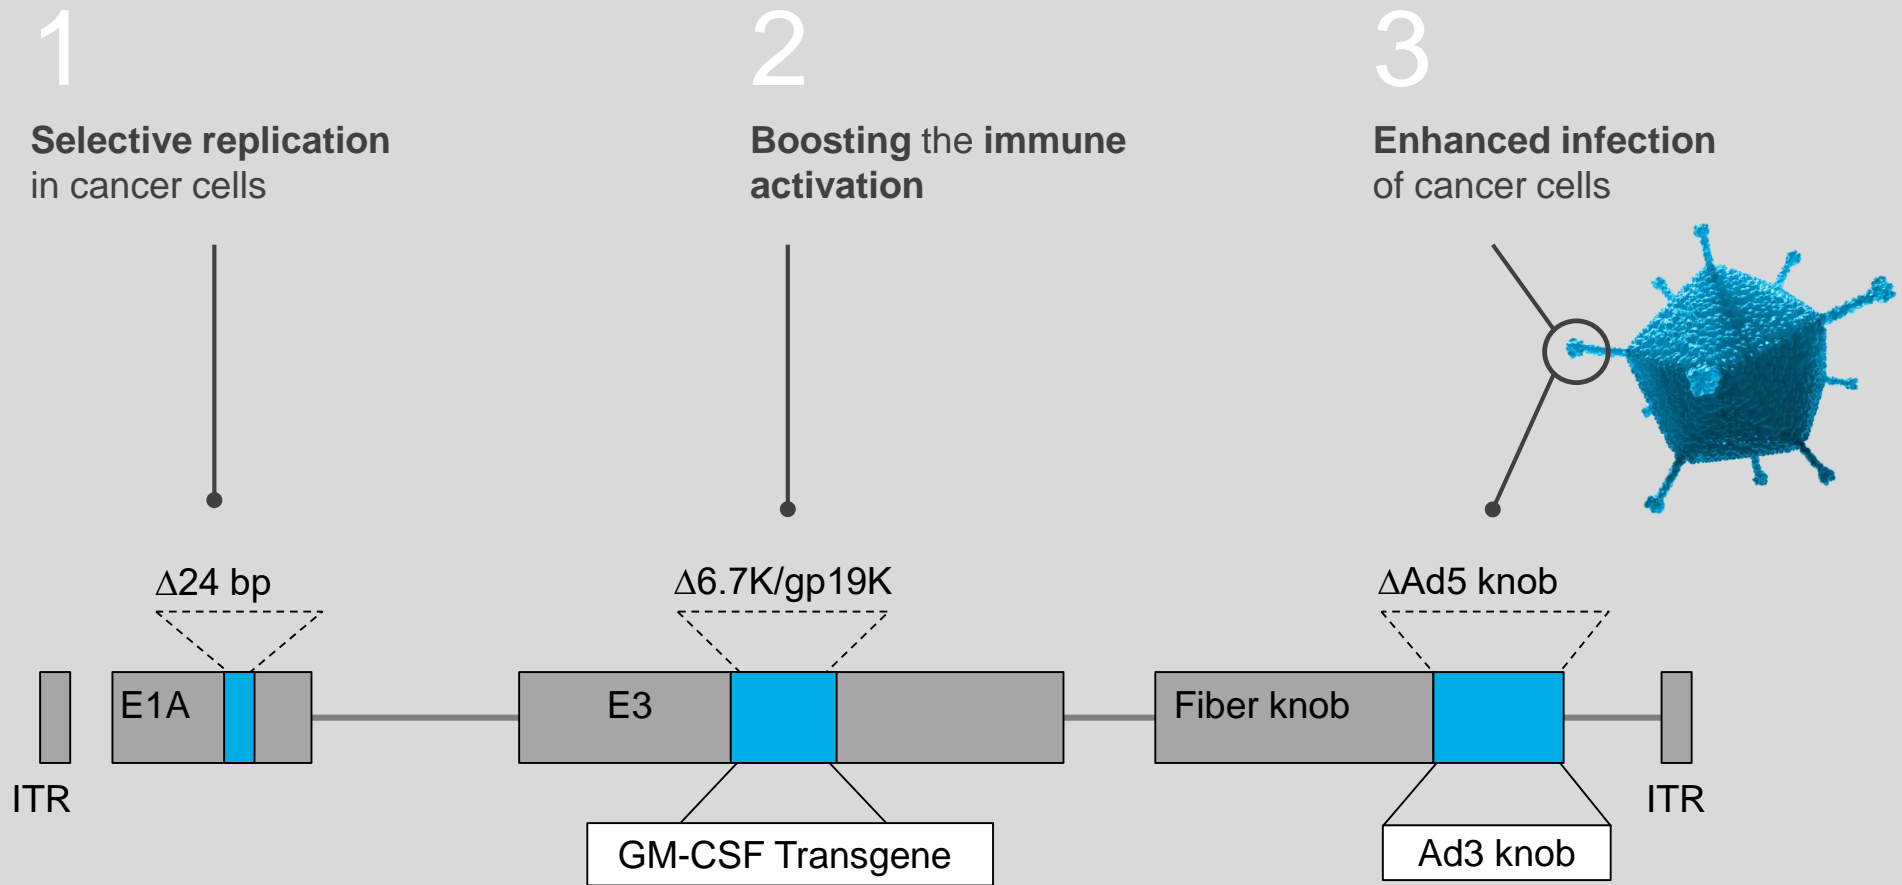 1
Selective replication
in cancer cells
2
Boosting the immune
activation
3
Enhanced infection
of cancer cells
Δ24 bp
Δ6.7K/gp19K
ΔAd5 knob
E1A
E3
Fiber knob
ITR
ITR
GM-CSF Transgene
Ad3 knob